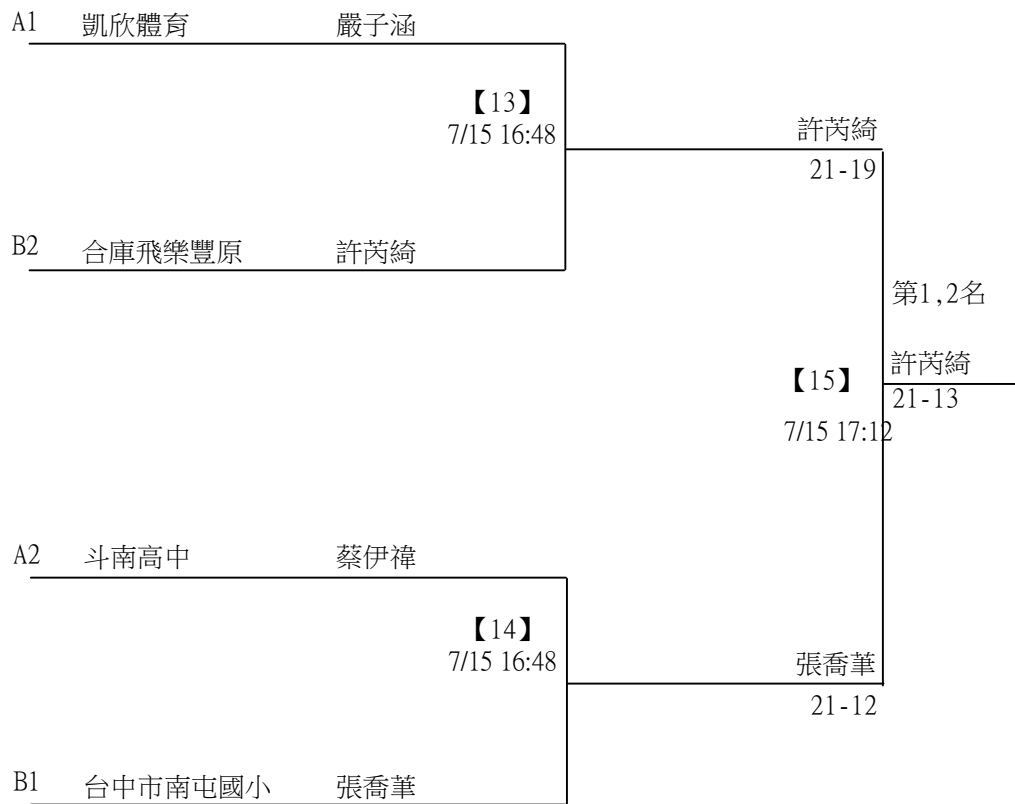 A1 凱欣體育 嚴子涵
【13】
7/15 16:48
許芮綺
21-19
B2 合庫飛樂豐原 許芮綺
第1,2名
【15】
許芮綺
21-13
7/15 17:12
A2 斗南高中 蔡伊禕
【14】
7/15 16:48
張喬葦
21-12
B1 台中市南屯國小 張喬葦